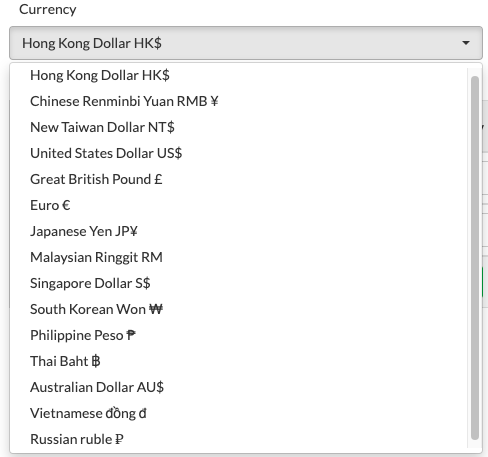 Currency
Hong Kong Dollar HK$
Hong Kong Dollar HK$
Chinese Renminbi Yuan RMB ¥
New Taiwan Dollar NT$
United States Dollar US$
Great British Pound £
Euro €
Japanese Yen JP¥
Malaysian Ringgit RM
Singapore Dollar S$
South Korean Won ₩
Philippine Peso ₱
Thai Baht ฿
Australian Dollar AU$
Vietnamese đồng đ
Russian ruble ₽